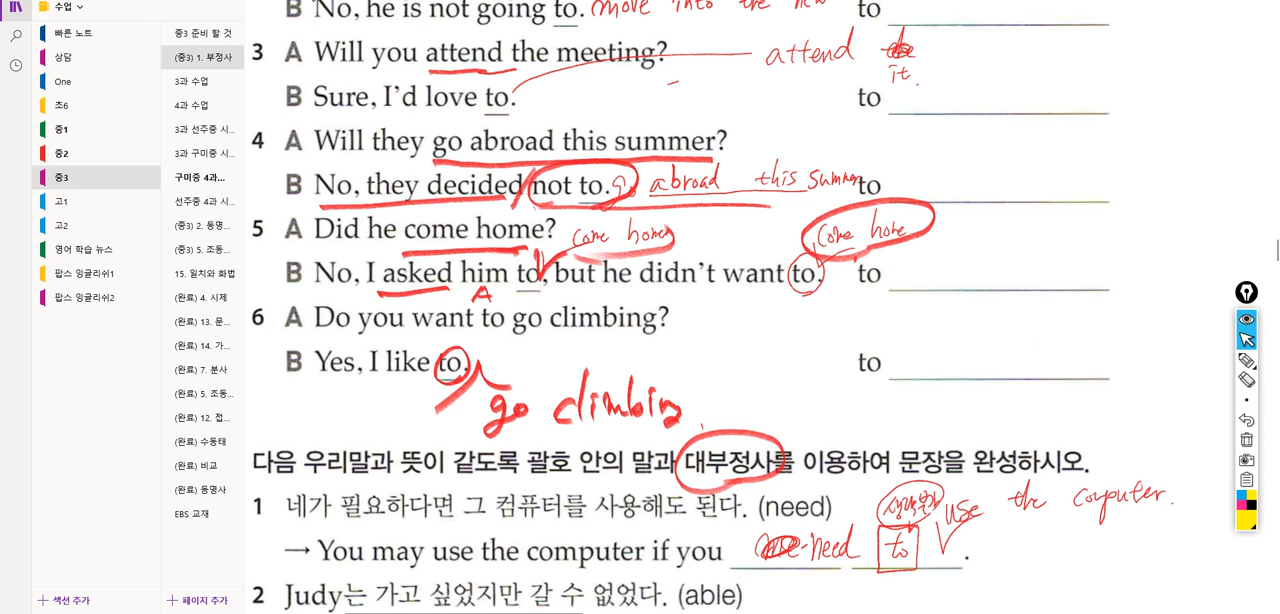 수업
빠른 노트
상담
One
초6
중1
중2
중3
고1
고2
영어 학습 뉴스
팝스 잉글리쉬1
팝스 잉글리쉬2
섹션 추가
(중3 준비 할 것
(중3) 1. 부정사
3과 수업
4과 수업
3과 선주중 시...
3과 구미중 시...
구미중 4과...
선주중 4과 시...
(중3) 2. 동명...
(중3) 5. 조동...
15. 일치와 화법
(완료) 4. 시제
(완료) 13. 문...
(완료) 14. 가...
(완료) 7. 분사
(완료) 5. 조동...
(완료) 12. 접...
(완료) 수동태
(완료) 비교
(완료) 동명사
EBS 교재
페이지 추가
B No, he is not going to. move into the new to
3 A Will you attend the meeting? attend
it.
B Sure, I'd love to. to
4 A Will they go abroad this summer?
B No, they decided not to. go abroad this summer to
5 A Did he come home? come home come home
B No, I asked him to, but he didn't want to. to
A
6 A Do you want to go climbing?
B Yes, I like to. to
go climbing
다음 우리말과 뜻이 같도록 괄호 안의 말과 대부정사를 이용하여 문장을 완성하시오.
1 네가 필요하다면 그 컴퓨터를 사용해도 된다. (need) use the computer.
→ You may use the computer if you need to .
2 Judy는 가고 싶었지만 갈 수 없었다. (able)